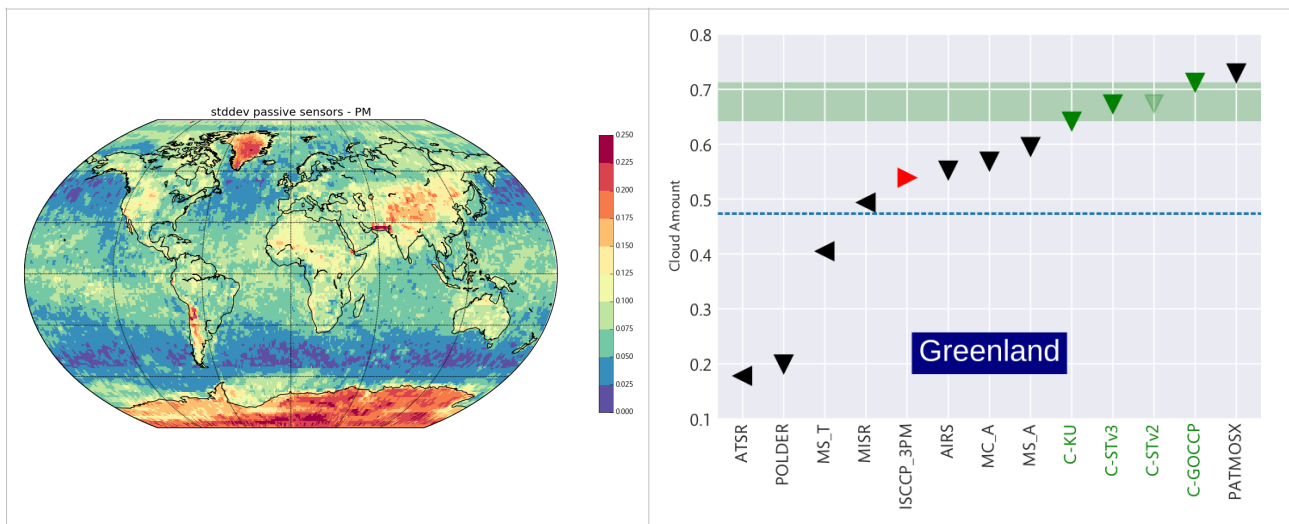 stddev passive sensors - PM
0.250
0.225
0.200
0.175
0.150
0.125
0.100
0.075
0.050
0.025
0.000
Cloud Amount
0.8
0.7
0.6
0.5
0.4
0.3
0.2
0.1
Greenland
ATSR
POLDER
MS_T
MISR
ISCCP_3PM
AIRS
MC_A
MS_A
C-KU
C-STv3
C-STv2
C-GOCCP
PATMOSX